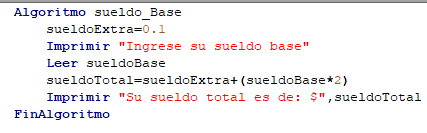 Algoritmo sueldo_Base
sueldoExtra=0.1
Imprimir "Ingrese su sueldo base"
Leer sueldoBase
sueldoTotal=sueldoExtra+(sueldoBase*2)
Imprimir "Su sueldo total es de: $",sueldoTotal
FinAlgoritmo